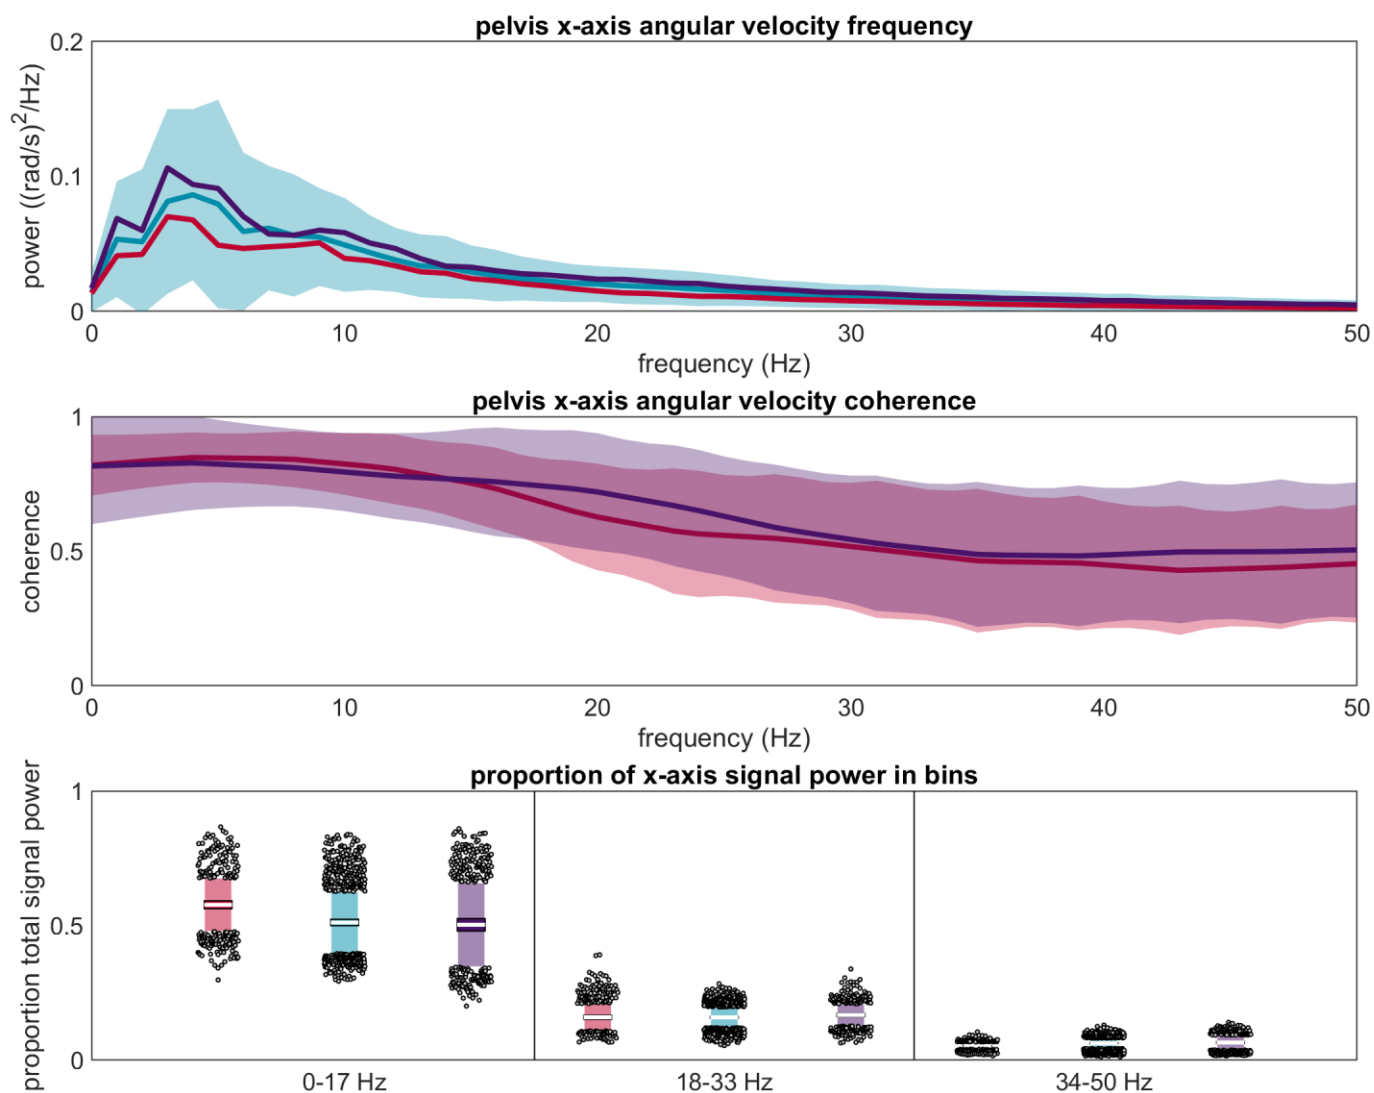 pelvis x-axis angular velocity frequency
power ((rad/s)²/Hz)
0.2
0.1
0
0 10 20 30 40 50
frequency (Hz)
pelvis x-axis angular velocity coherence
coherence
1
0.5
0
0 10 20 30 40 50
frequency (Hz)
proportion of x-axis signal power in bins
proportion total signal power
1
0.5
0
0-17 Hz 18-33 Hz 34-50 Hz